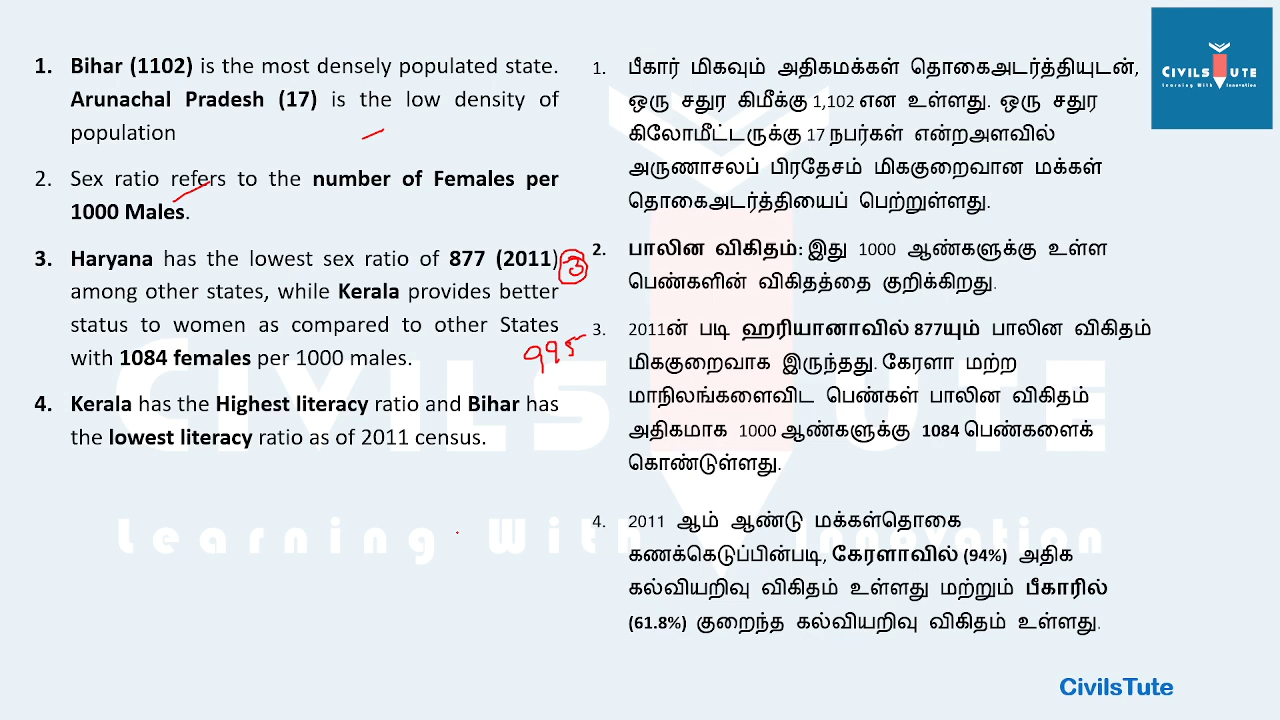 1. Bihar (1102) is the most densely populated state.
Arunachal Pradesh (17) is the low density of
population
2. Sex ratio refers to the number of Females per
1000 Males.
3. Haryana has the lowest sex ratio of 877 (2011)
among other states, while Kerala provides better
status to women as compared to other States
with 1084 females per 1000 males.
4. Kerala has the Highest literacy ratio and Bihar has
the lowest literacy ratio as of 2011 census.
3
995
1. பீகார் மிகவும் அதிகமக்கள் தொகைஅடர்த்தியுடன்,
ஒரு சதுர கிமீக்கு 1,102 என உள்ளது. ஒரு சதுர
கிலோமீட்டருக்கு 17 நபர்கள் என்றஅளவில்
அருணாசலப் பிரதேசம் மிககுறைவான மக்கள்
தொகைஅடர்த்தியைப் பெற்றுள்ளது.
2. பாலின விகிதம்: இது 1000 ஆண்களுக்கு உள்ள
பெண்களின் விகிதத்தை குறிக்கிறது.
3. 2011ன் படி ஹரியானாவில் 877யும் பாலின விகிதம்
மிககுறைவாக இருந்தது. கேரளா மற்ற
மாநிலங்களைவிட பெண்கள் பாலின விகிதம்
அதிகமாக 1000 ஆண்களுக்கு 1084 பெண்களைக்
கொண்டுள்ளது.
4. 2011 ஆம் ஆண்டு மக்கள்தொகை
கணக்கெடுப்பின்படி, கேரளாவில் (94%) அதிக
கல்வியறிவு விகிதம் உள்ளது மற்றும் பீகாரில்
(61.8%) குறைந்த கல்வியறிவு விகிதம் உள்ளது.
CIVILS TUTE
Learning With Innovation
CIVILS TUTE
Learning With Innovation
CivilsTute